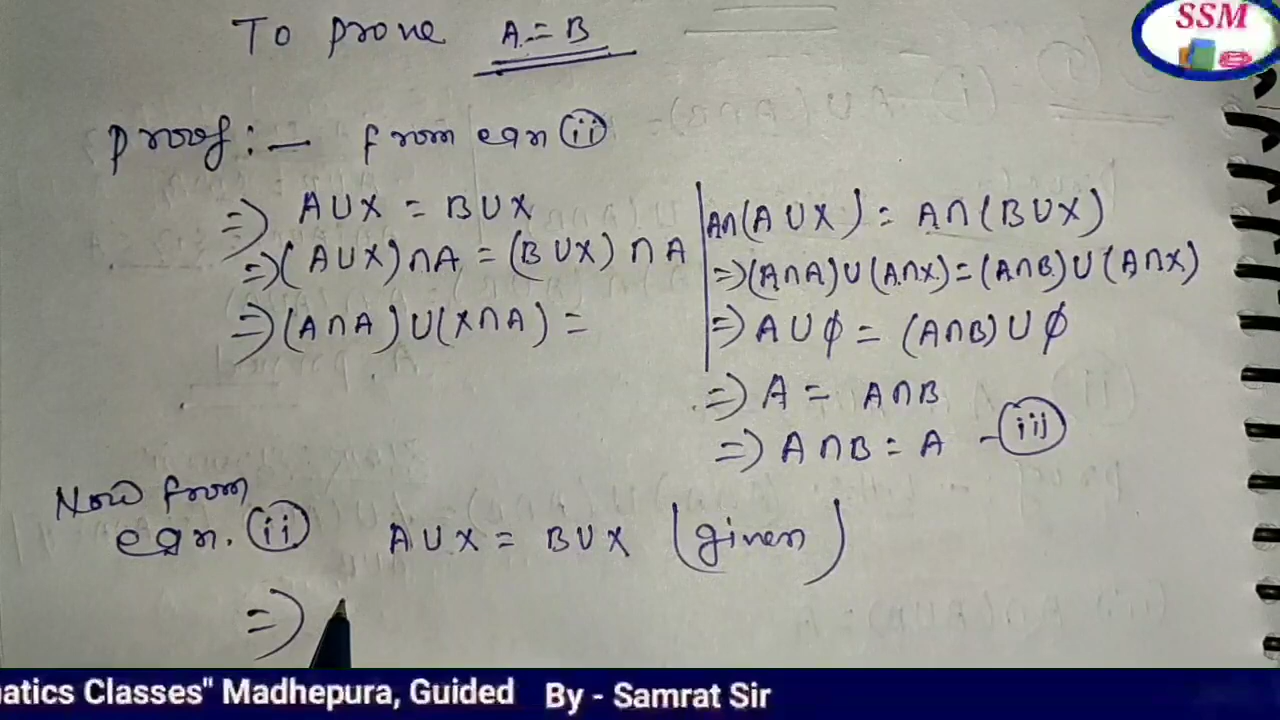 SSM
To prove A = B
Proof :- from eqn (ii)
=> A∪X = B∪X
=> (A∪X)∩A = (B∪X)∩A
=> (A∩A)∪(X∩A) =
A∩(A∪X) = A∩(B∪X)
=> (A∩A)∪(A∩X) = (A∩B)∪(A∩X)
=> A∪ϕ = (A∩B)∪ϕ
=> A = A∩B
=> A∩B = A - (iii)
Now from
eqn. (ii) A∪X = B∪X (given)
=>
matics Classes" Madhepura, Guided By - Samrat Sir